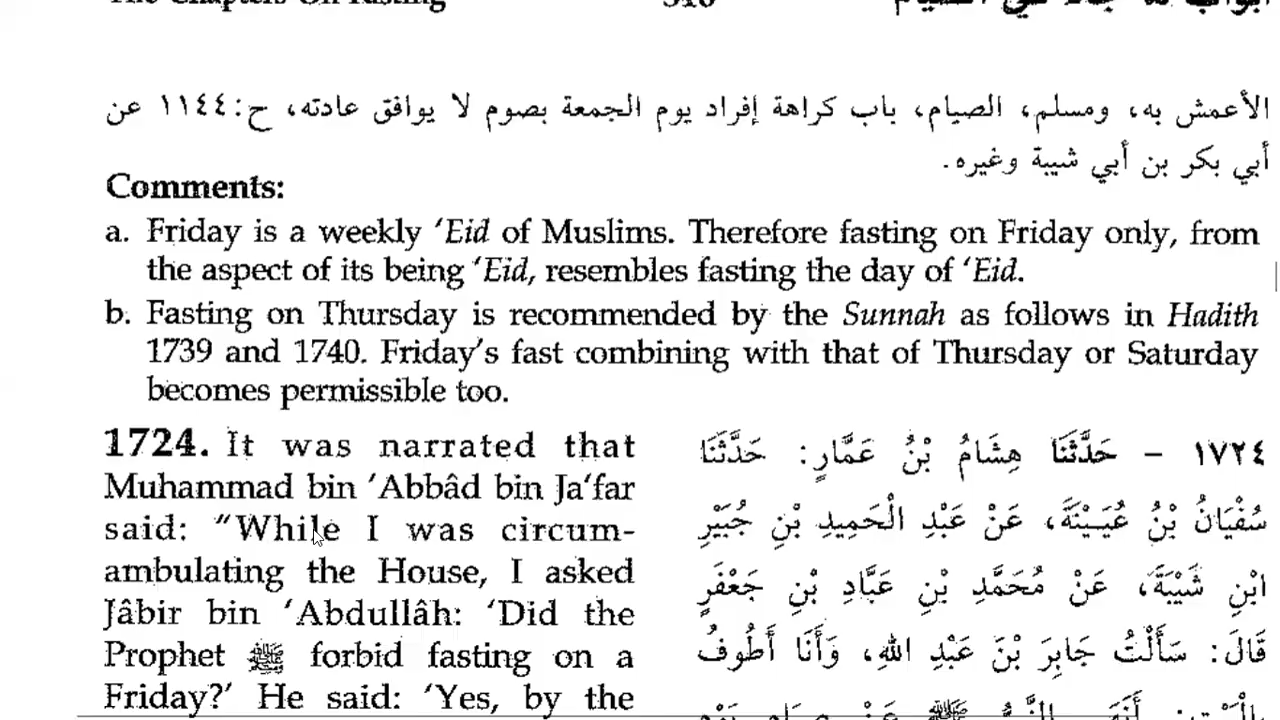 The Chapters On Fasting
أبواب ما جاء في الصيام
الأعمش به، ومسلم، الصيام، باب كراهة إفراد يوم الجمعة بصوم لا يوافق عادته، ح:١١٤٤ عن
أبي بكر بن أبي شيبة وغيره.
Comments:
a. Friday is a weekly ‘Eid of Muslims. Therefore fasting on Friday only, from
the aspect of its being ‘Eid, resembles fasting the day of ‘Eid.
b. Fasting on Thursday is recommended by the Sunnah as follows in Hadith
1739 and 1740. Friday’s fast combining with that of Thursday or Saturday
becomes permissible too.
1724. It was narrated that
Muhammad bin ‘Abbâd bin Ja‘far
said: “While I was circum-
ambulating the House, I asked
Jâbir bin ‘Abdullâh: ‘Did the
Prophet ﷺ forbid fasting on a
Friday?’ He said: ‘Yes, by the
١٧٢٤ – حَدَّثَنَا هِشَامُ بْنُ عَمَّارٍ: حَدَّثَنَا
سُفْيَانُ بْنُ عُيَيْنَةَ، عَنْ عَبْدِ الْحَمِيدِ بْنِ جُبَيْرِ
ابْنِ شَيْبَةَ، عَنْ مُحَمَّدِ بْنِ عَبَّادِ بْنِ جَعْفَرٍ
قَالَ: سَأَلْتُ جَابِرَ بْنَ عَبْدِ اللهِ، وَأَنَا أَطُوفُ